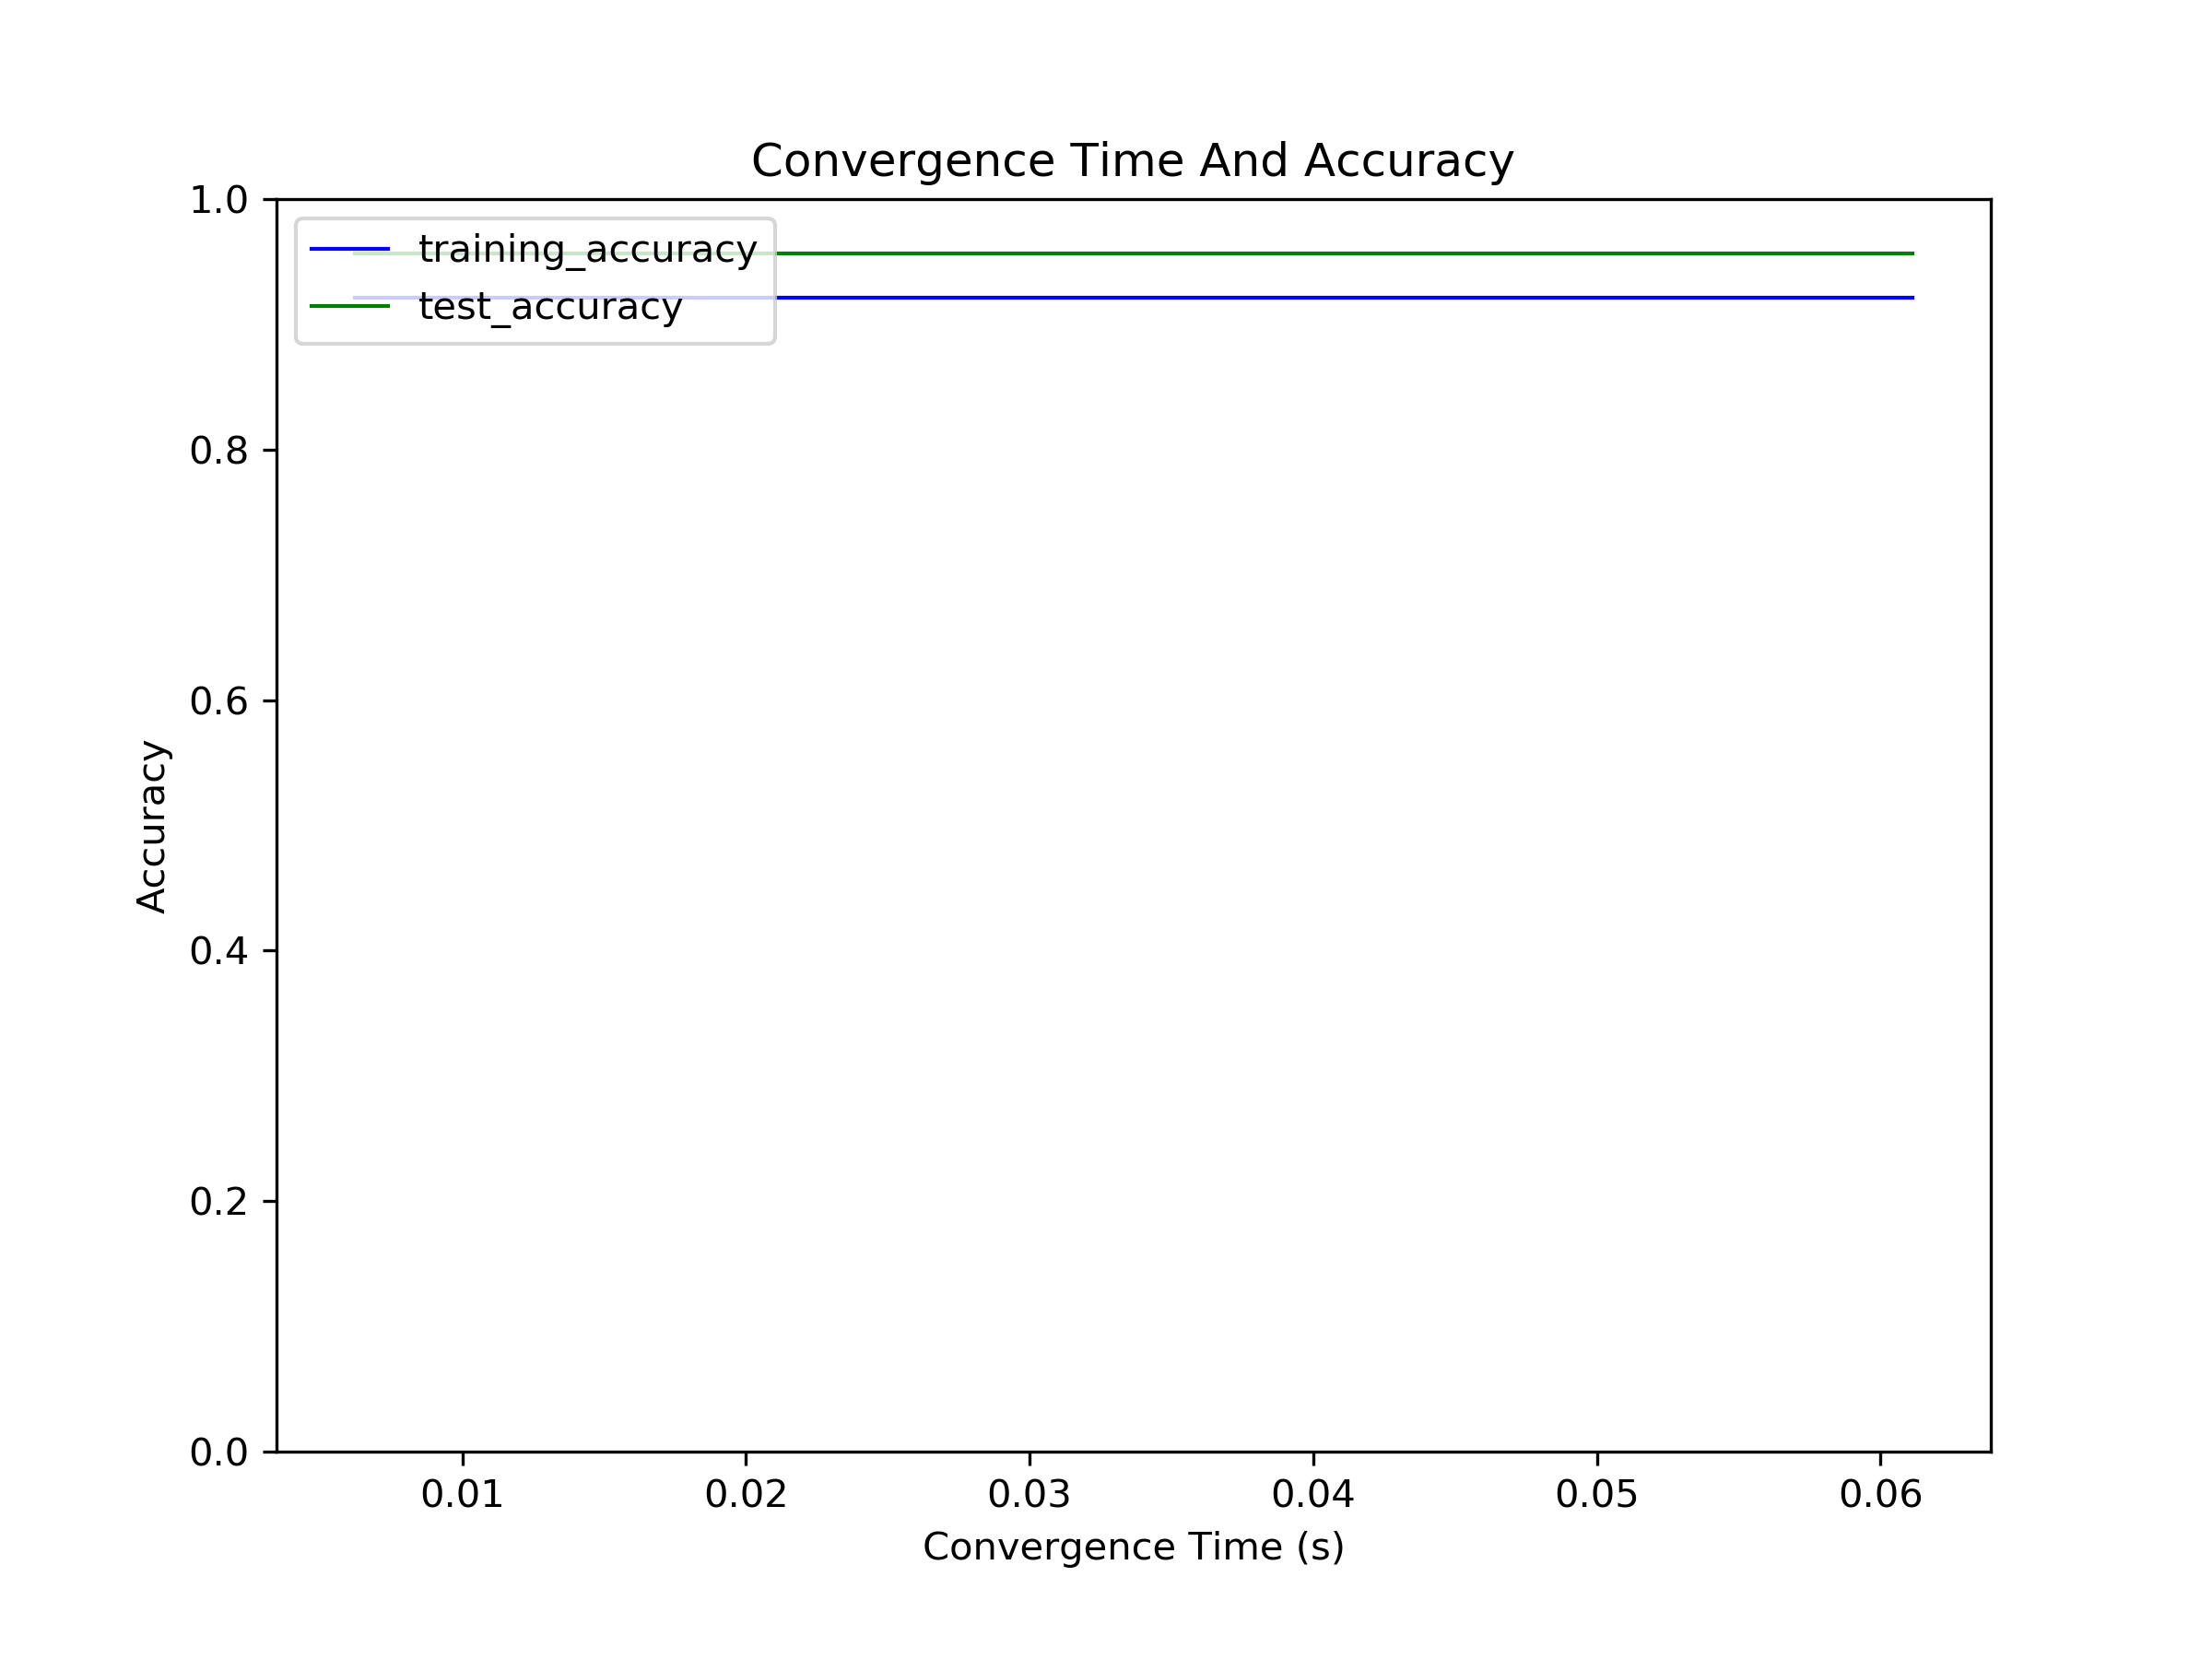 Convergence Time And Accuracy
1.0
training_accuracy
test_accuracy
0.8
0.6
Accuracy
0.4
0.2
0.0
0.01 0.02 0.03 0.04 0.05 0.06
Convergence Time (s)